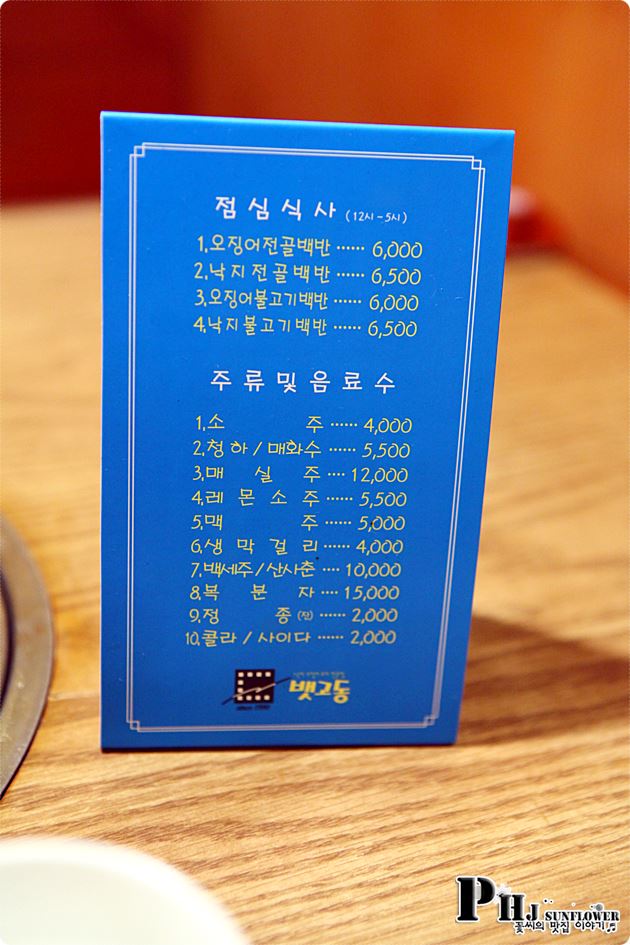 점심식사 (12시~5시)
1.오징어전골백반 ······ 6,000
2.낙지전골백반 ······ 6,500
3.오징어불고기백반 ······ 6,000
4.낙지불고기백반 ······ 6,500
주류및음료수
1.소 주 ······ 4,000
2.청하/매화수 ······ 5,500
3.매실주 ···· 12,000
4.레몬소주 ······ 5,500
5.맥 주 ······ 5,000
6.생막걸리 ······ 4,000
7.백세주/산사춘 ···· 10,000
8.복분자 ···· 15,000
9.정 종(잔) ······ 2,000
10.콜라/사이다 ······ 2,000
뱃고동
PHJ SUNFLOWER
꽃씨의 맛집 이야기♬